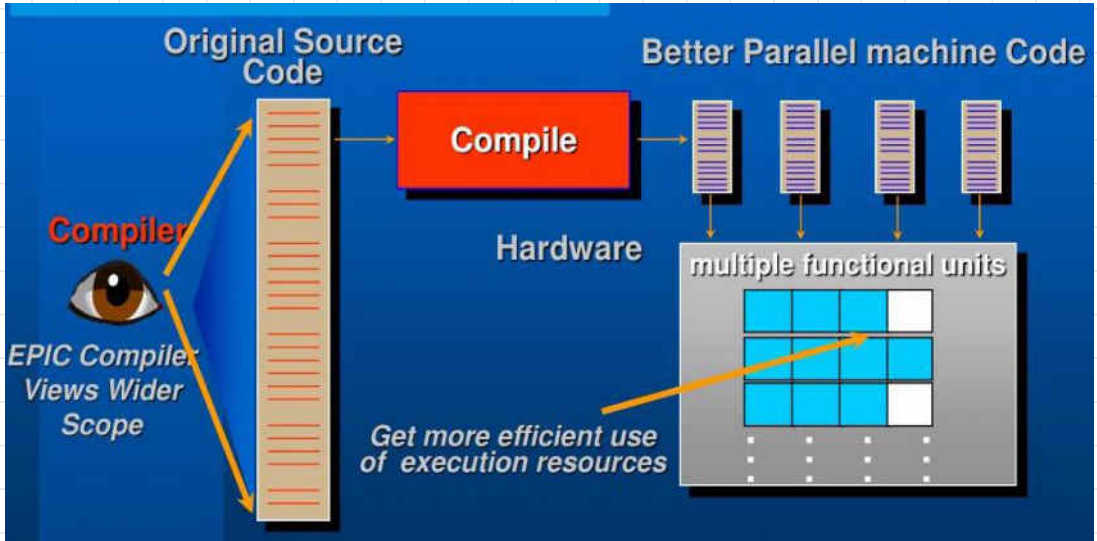 Original Source
Code
Better Parallel machine Code
Compile
Compiler
Hardware
multiple functional units
EPIC Compiler
Views Wider
Scope
Get more efficient use
of execution resources